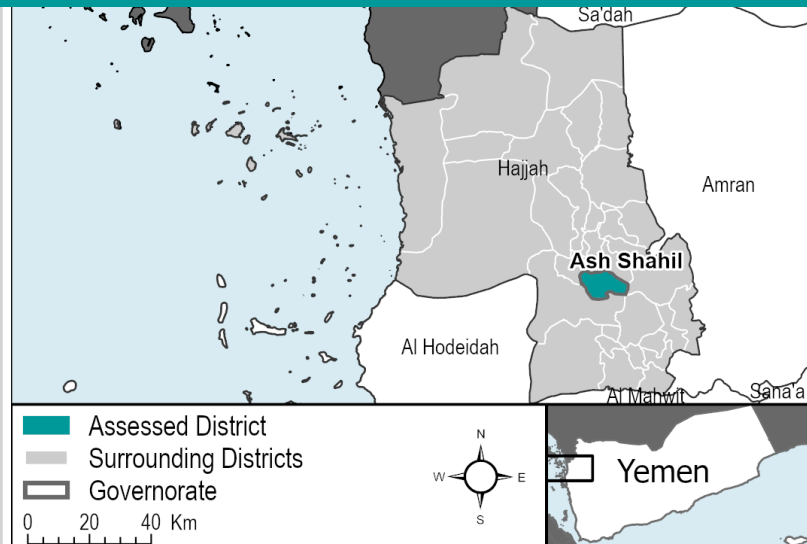 Sa'dah
Hajjah
Amran
Ash Shahil
Al Hodeidah
Al Mahwit
Sana'a
Assessed District
Surrounding Districts
Governorate
0 20 40 Km
N
W E
S
Yemen